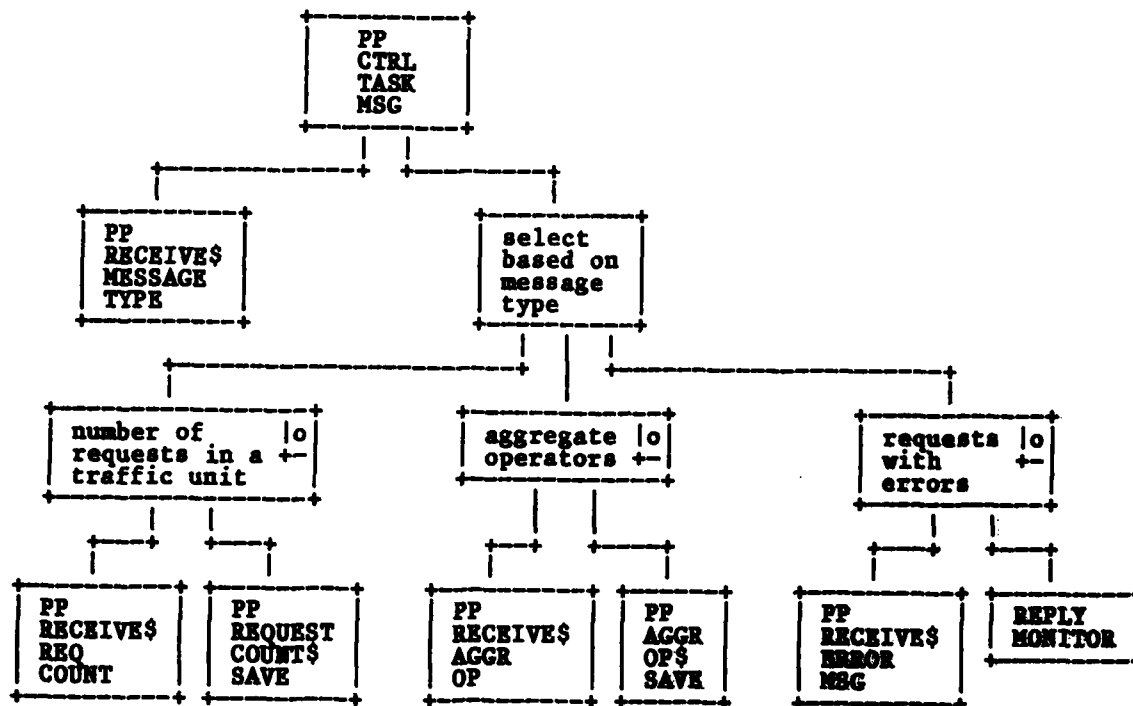 PP
CTRL
TASK
MSG
PP
RECEIVE$
MESSAGE
TYPE
select
based on
message
type
number of
requests in a
traffic unit
o
aggregate
operators
o
requests
with
errors
o
PP
RECEIVE$
REQ
COUNT
PP
REQUEST
COUNT$
SAVE
PP
RECEIVE$
AGGR
OP
PP
AGGR
OP$
SAVE
PP
RECEIVE$
ERROR
MSG
REPLY
MONITOR